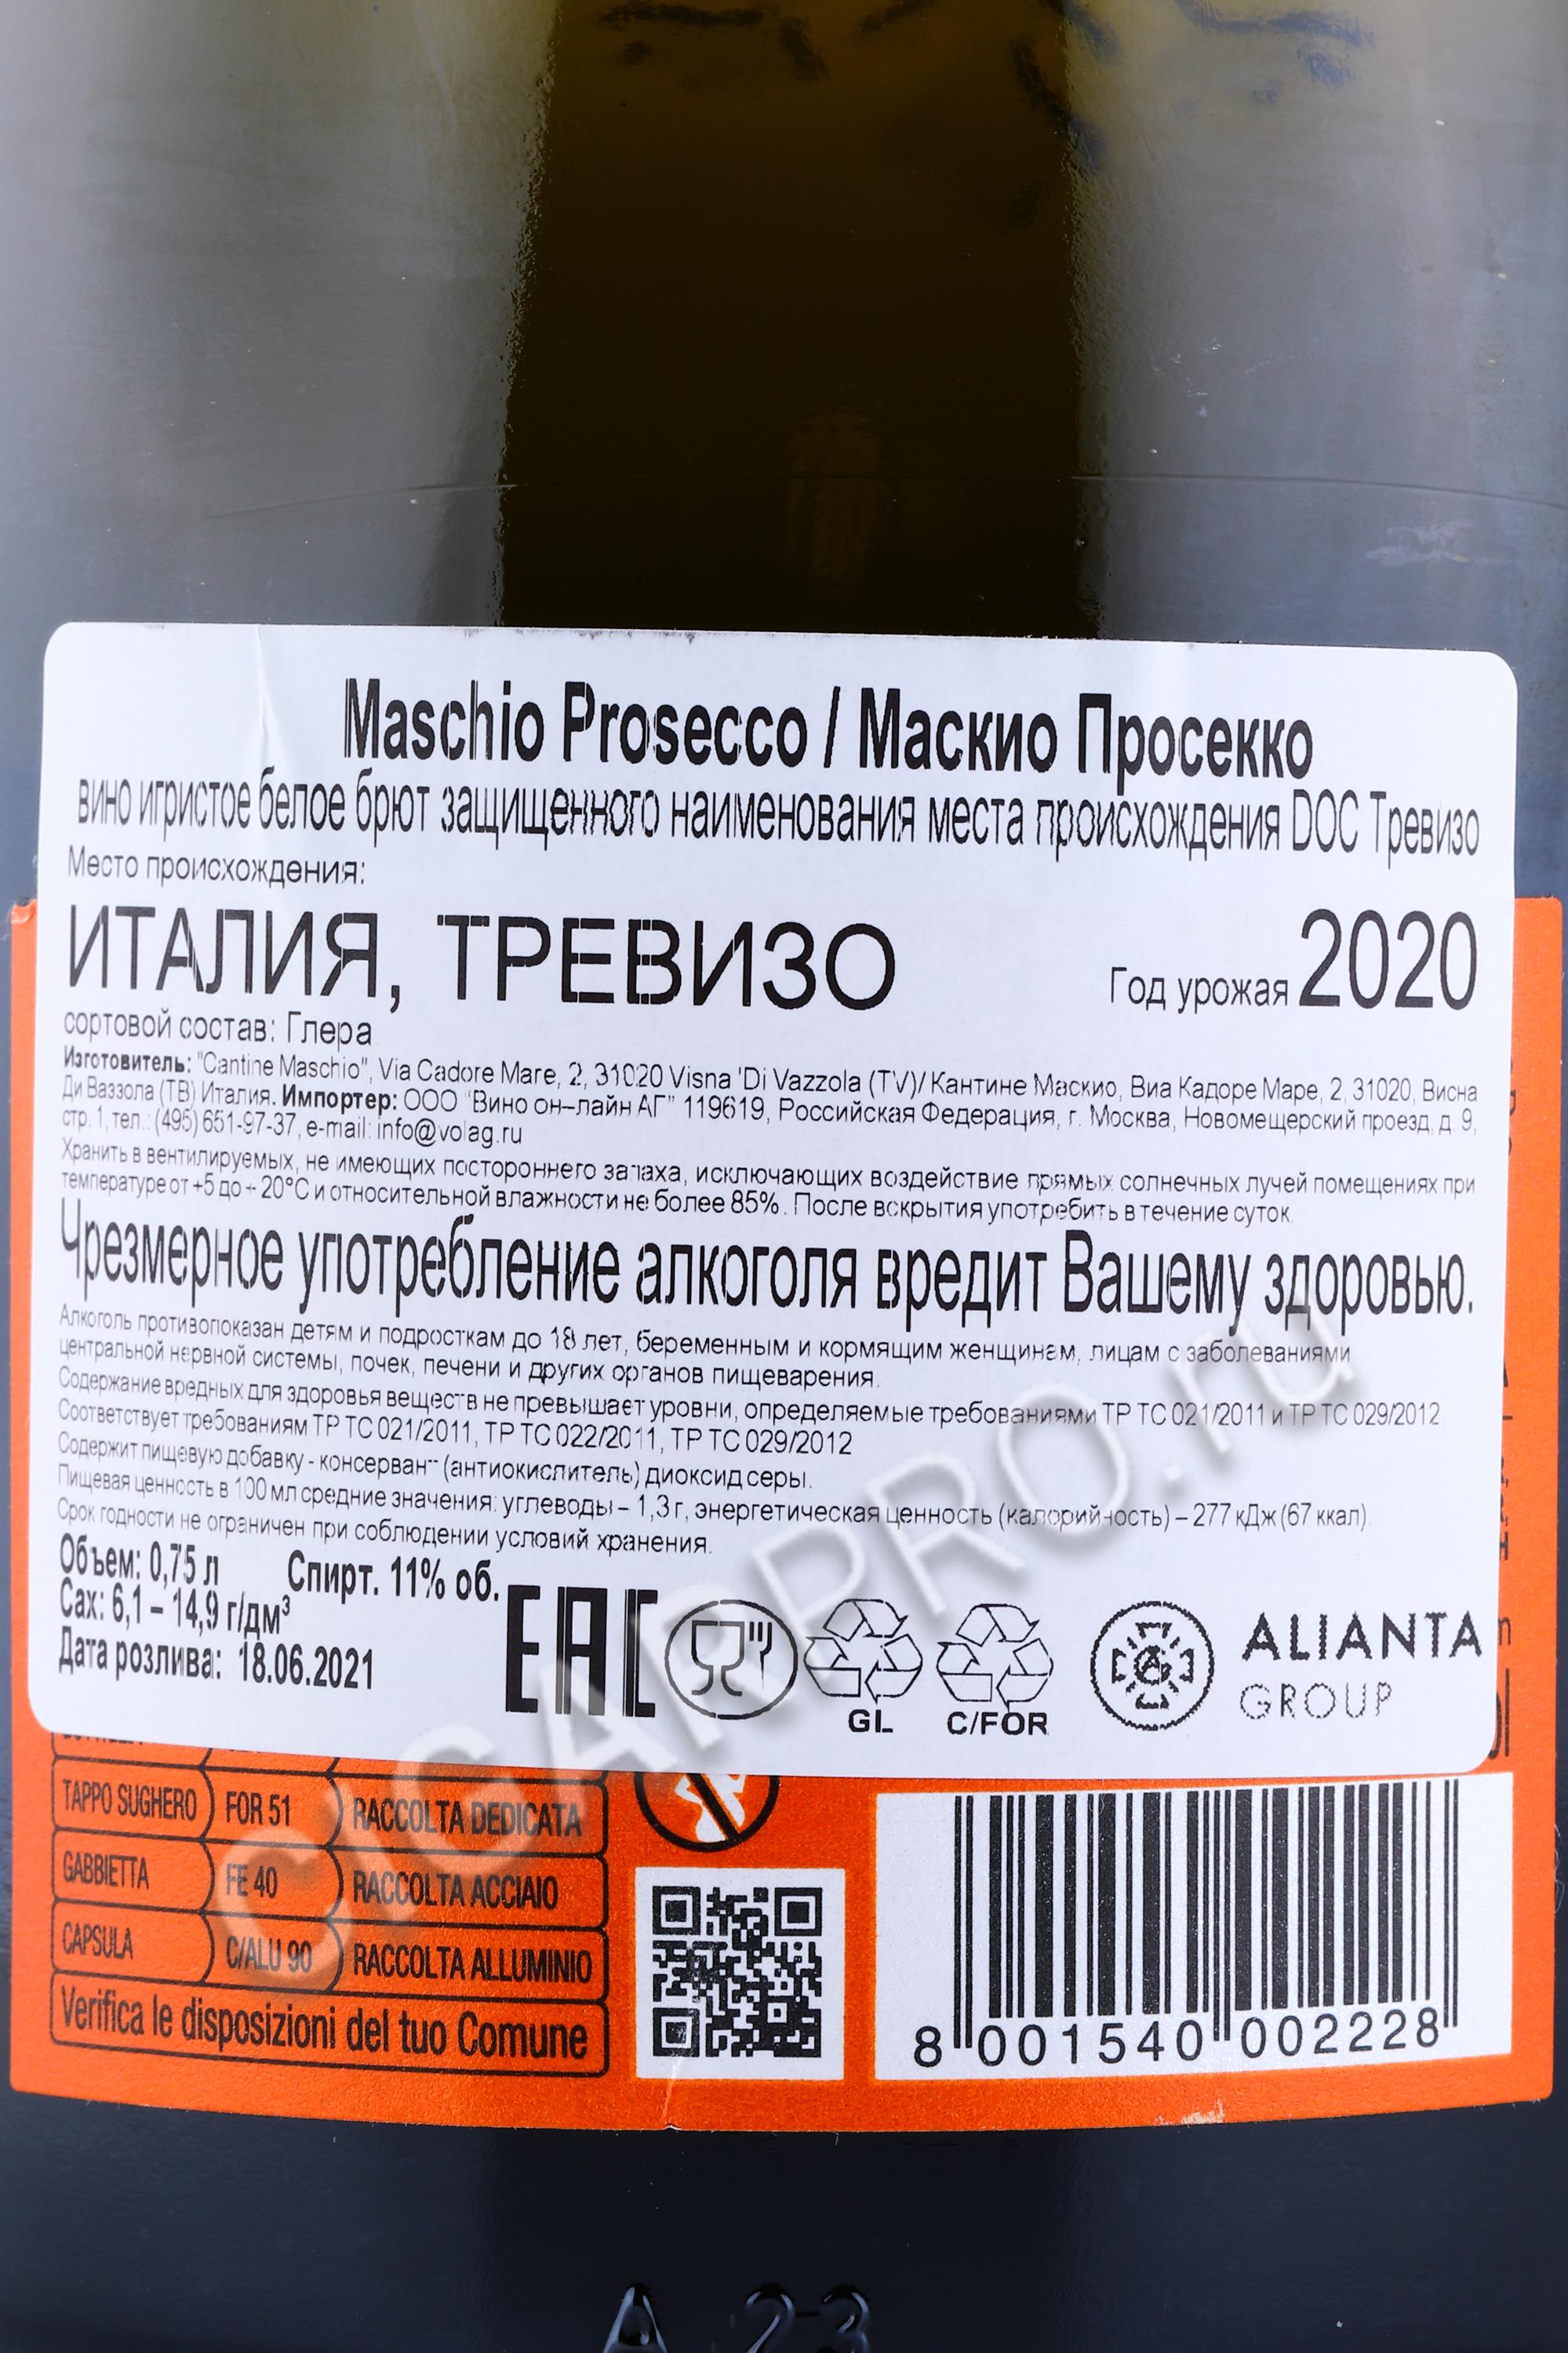 Maschio Prosecco / Маскио Просекко
вино игристое белое брют защищенного наименования места происхождения DOC Тревизо
Место происхождения:
ИТАЛИЯ, ТРЕВИЗО
Год урожая 2020
сортовой состав: Глера
Изготовитель: "Cantine Maschio", Via Cadore Mare, 2, 31020 Visna 'Di Vazzola (TV)/ Кантине Маскио, Виа Кадоре Маре, 2, 31020, Висна
Ди Ваззола (ТВ) Италия. Импортер: ООО "Вино он-лайн АГ" 119619, Российская Федерация, г. Москва, Новомещерский проезд, д. 9,
стр. 1, тел.: (495) 651-97-37, e-mail: info@volag.ru
Хранить в вентилируемых, не имеющих постороннего запаха, исключающих воздействие прямых солнечных лучей помещениях при
температуре от +5 до + 20°C и относительной влажности не более 85%. После вскрытия употребить в течение суток.
Чрезмерное употребление алкоголя вредит Вашему здоровью.
Алкоголь противопоказан детям и подросткам до 18 лет, беременным и кормящим женщинам, лицам с заболеваниями
центральной нервной системы, почек, печени и других органов пищеварения.
Содержание вредных для здоровья веществ не превышает уровни, определяемые требованиями ТР ТС 021/2011 и ТР ТС 029/2012
Соответствует требованиям ТР ТС 021/2011, ТР ТС 022/2011, ТР ТС 029/2012
Содержит пищевую добавку - консервант (антиокислитель) диоксид серы.
Пищевая ценность в 100 мл средние значения: углеводы – 1,3 г, энергетическая ценность (калорийность) – 277 кДж (67 ккал)
Срок годности не ограничен при соблюдении условий хранения.
Объем: 0,75 л Спирт. 11% об.
Сах: 6,1 – 14,9 г/дм³
Дата розлива: 18.06.2021
EAC
GL
C/FOR
ALIANTA
GROUP
TAPPO SUGHERO FOR 51 RACCOLTA DEDICATA
GABBIETTA FE 40 RACCOLTA ACCIAIO
CAPSULA C/ALU 90 RACCOLTA ALLUMINIO
Verifica le disposizioni del tuo Comune
8 001540 002228
CIGARPRO.ru
A 23